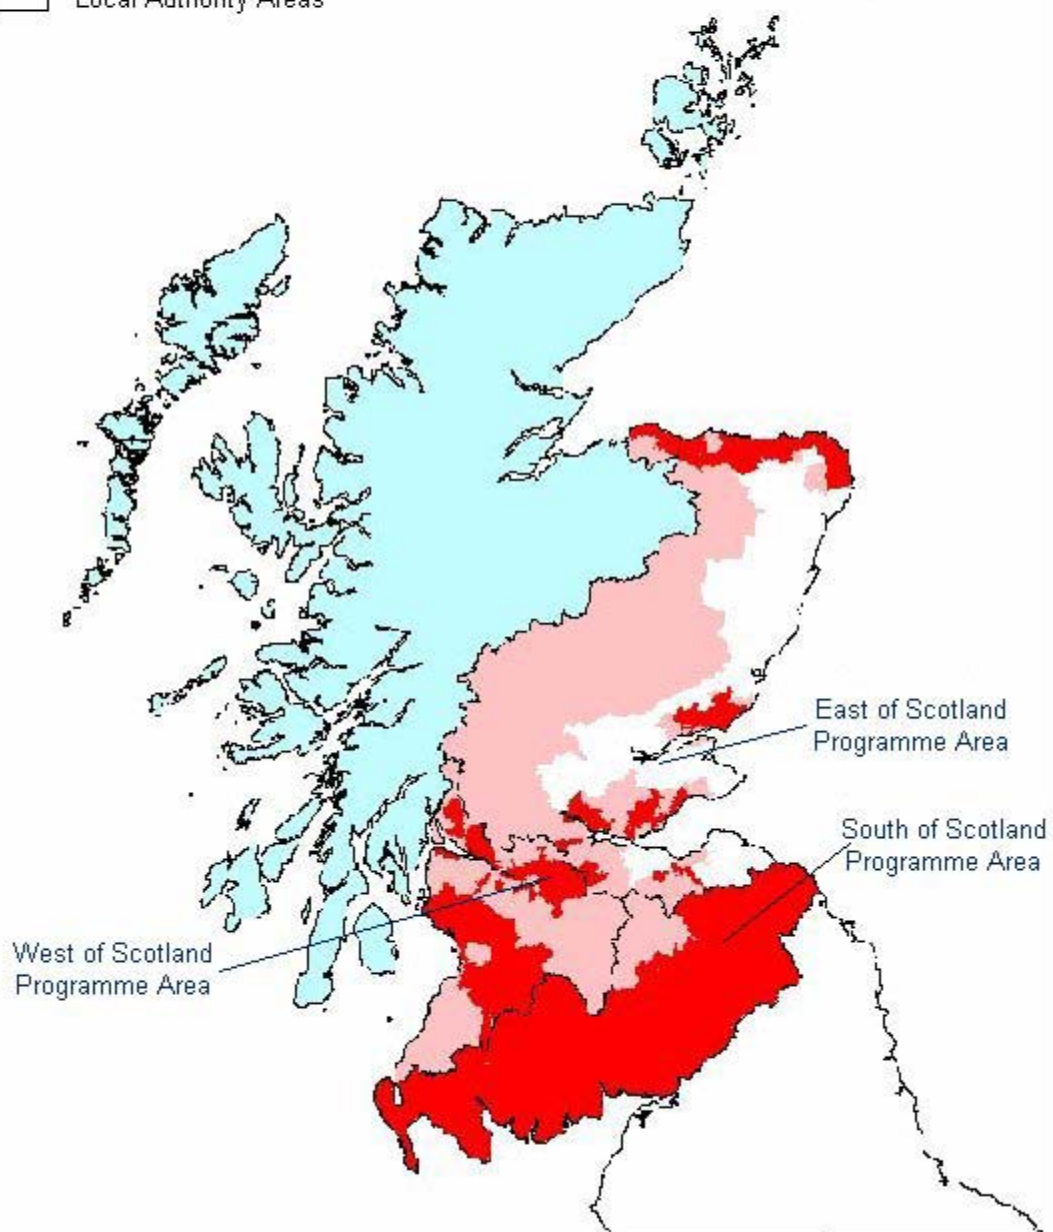 Local Authority Areas
East of Scotland
Programme Area
South of Scotland
Programme Area
West of Scotland
Programme Area